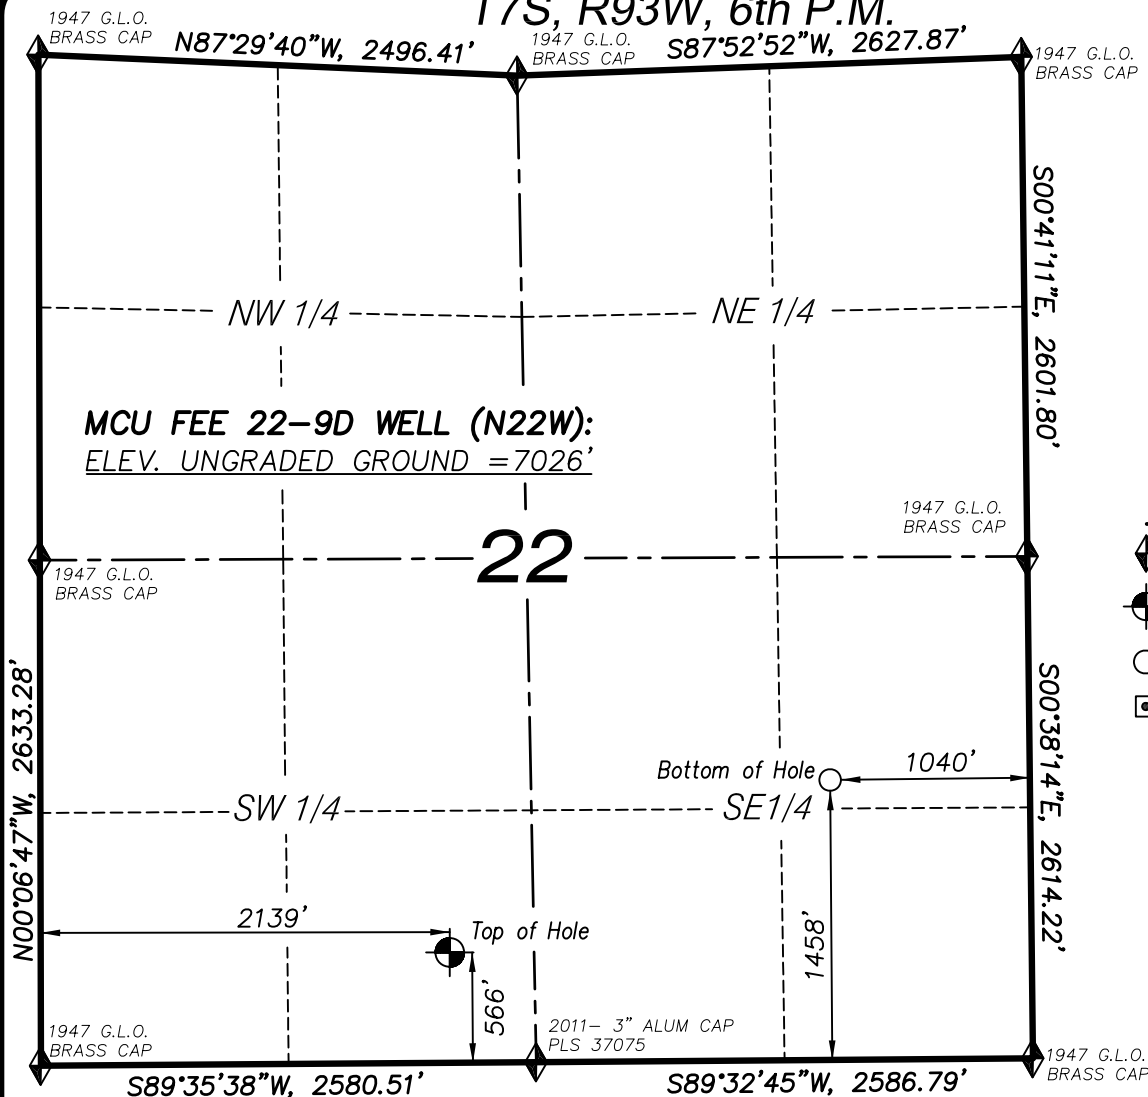 T7S, R93W, 6th P.M.
1947 G.L.O.
BRASS CAP
N87°29'40"W, 2496.41'
1947 G.L.O.
BRASS CAP
S87°52'52"W, 2627.87'
1947 G.L.O.
BRASS CAP
S00°41'11"E, 2601.80'
NW 1/4
NE 1/4
MCU FEE 22-9D WELL (N22W):
ELEV. UNGRADED GROUND =7026'
1947 G.L.O.
BRASS CAP
22
1947 G.L.O.
BRASS CAP
N00°06'47"W, 2633.28'
S00°38'14"E, 2614.22'
Bottom of Hole
1040'
SW 1/4
SE1/4
2139'
Top of Hole
1458'
566'
1947 G.L.O.
BRASS CAP
2011- 3" ALUM CAP
PLS 37075
1947 G.L.O.
BRASS CAP
S89°35'38"W, 2580.51'
S89°32'45"W, 2586.79'